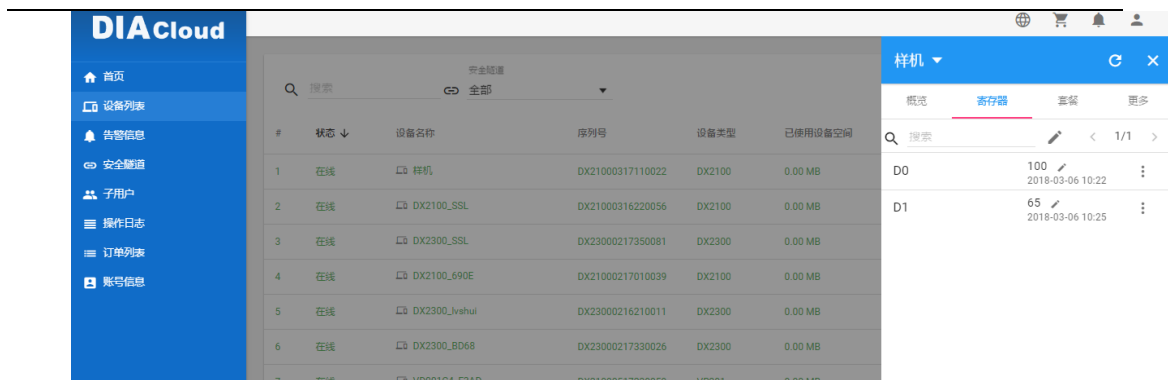 DIACloud
首页
设备列表
告警信息
安全隧道
子用户
操作日志
订单列表
账号信息
搜索
安全隧道
全部
# 状态 设备名称 序列号 设备类型 已使用设备空间
1 在线 样机 DX21000317110022 DX2100 0.00 MB
2 在线 DX2100_SSL DX21000316220056 DX2100 0.00 MB
3 在线 DX2300_SSL DX23000217350081 DX2300 0.00 MB
4 在线 DX2100_690E DX21000217010039 DX2100 0.00 MB
5 在线 DX2300_lvshui DX23000216210011 DX2300 0.00 MB
6 在线 DX2300_BD68 DX23000217330026 DX2300 0.00 MB
样机
概览 寄存器 套餐 更多
搜索 1/1
D0 100
2018-03-06 10:22
D1 65
2018-03-06 10:25